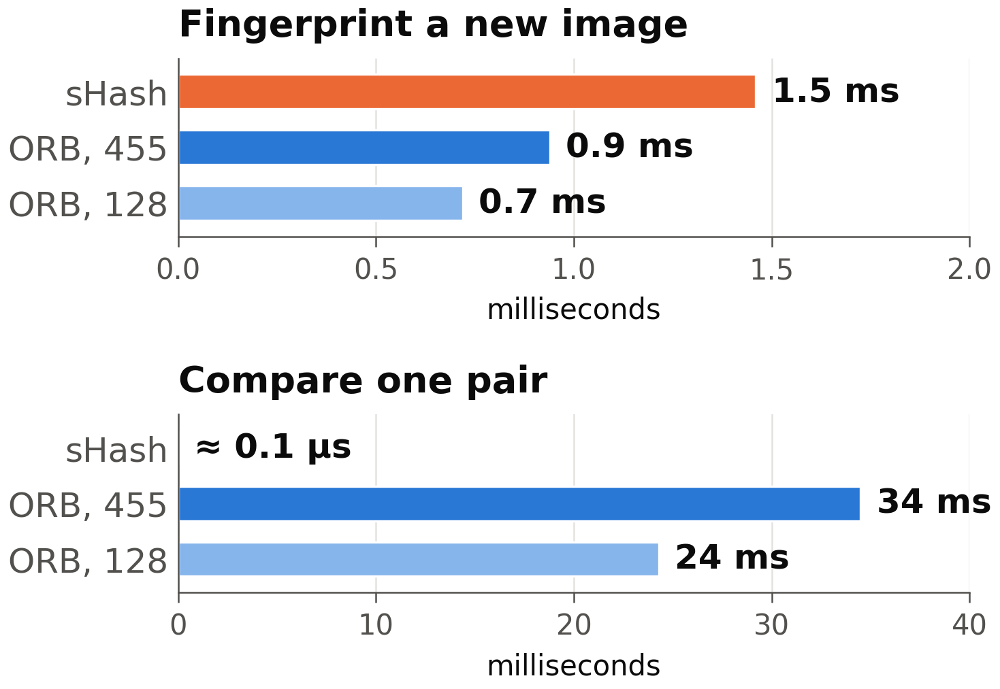 Fingerprint a new image
sHash 1.5 ms
ORB, 455 0.9 ms
ORB, 128 0.7 ms
0.0 0.5 1.0 1.5 2.0
milliseconds
Compare one pair
sHash ≈ 0.1 µs
ORB, 455 34 ms
ORB, 128 24 ms
0 10 20 30 40
milliseconds